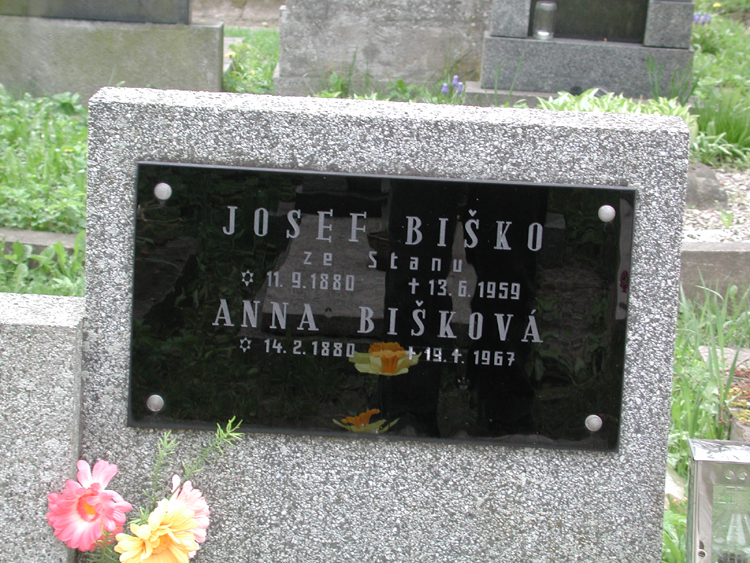 JOSEF BIŠKO
ze Stanu
✡ 11.9.1880 ✝ 13.6.1959
ANNA BIŠKOVÁ
✡ 14.2.1880 ✝ 19.1.1967